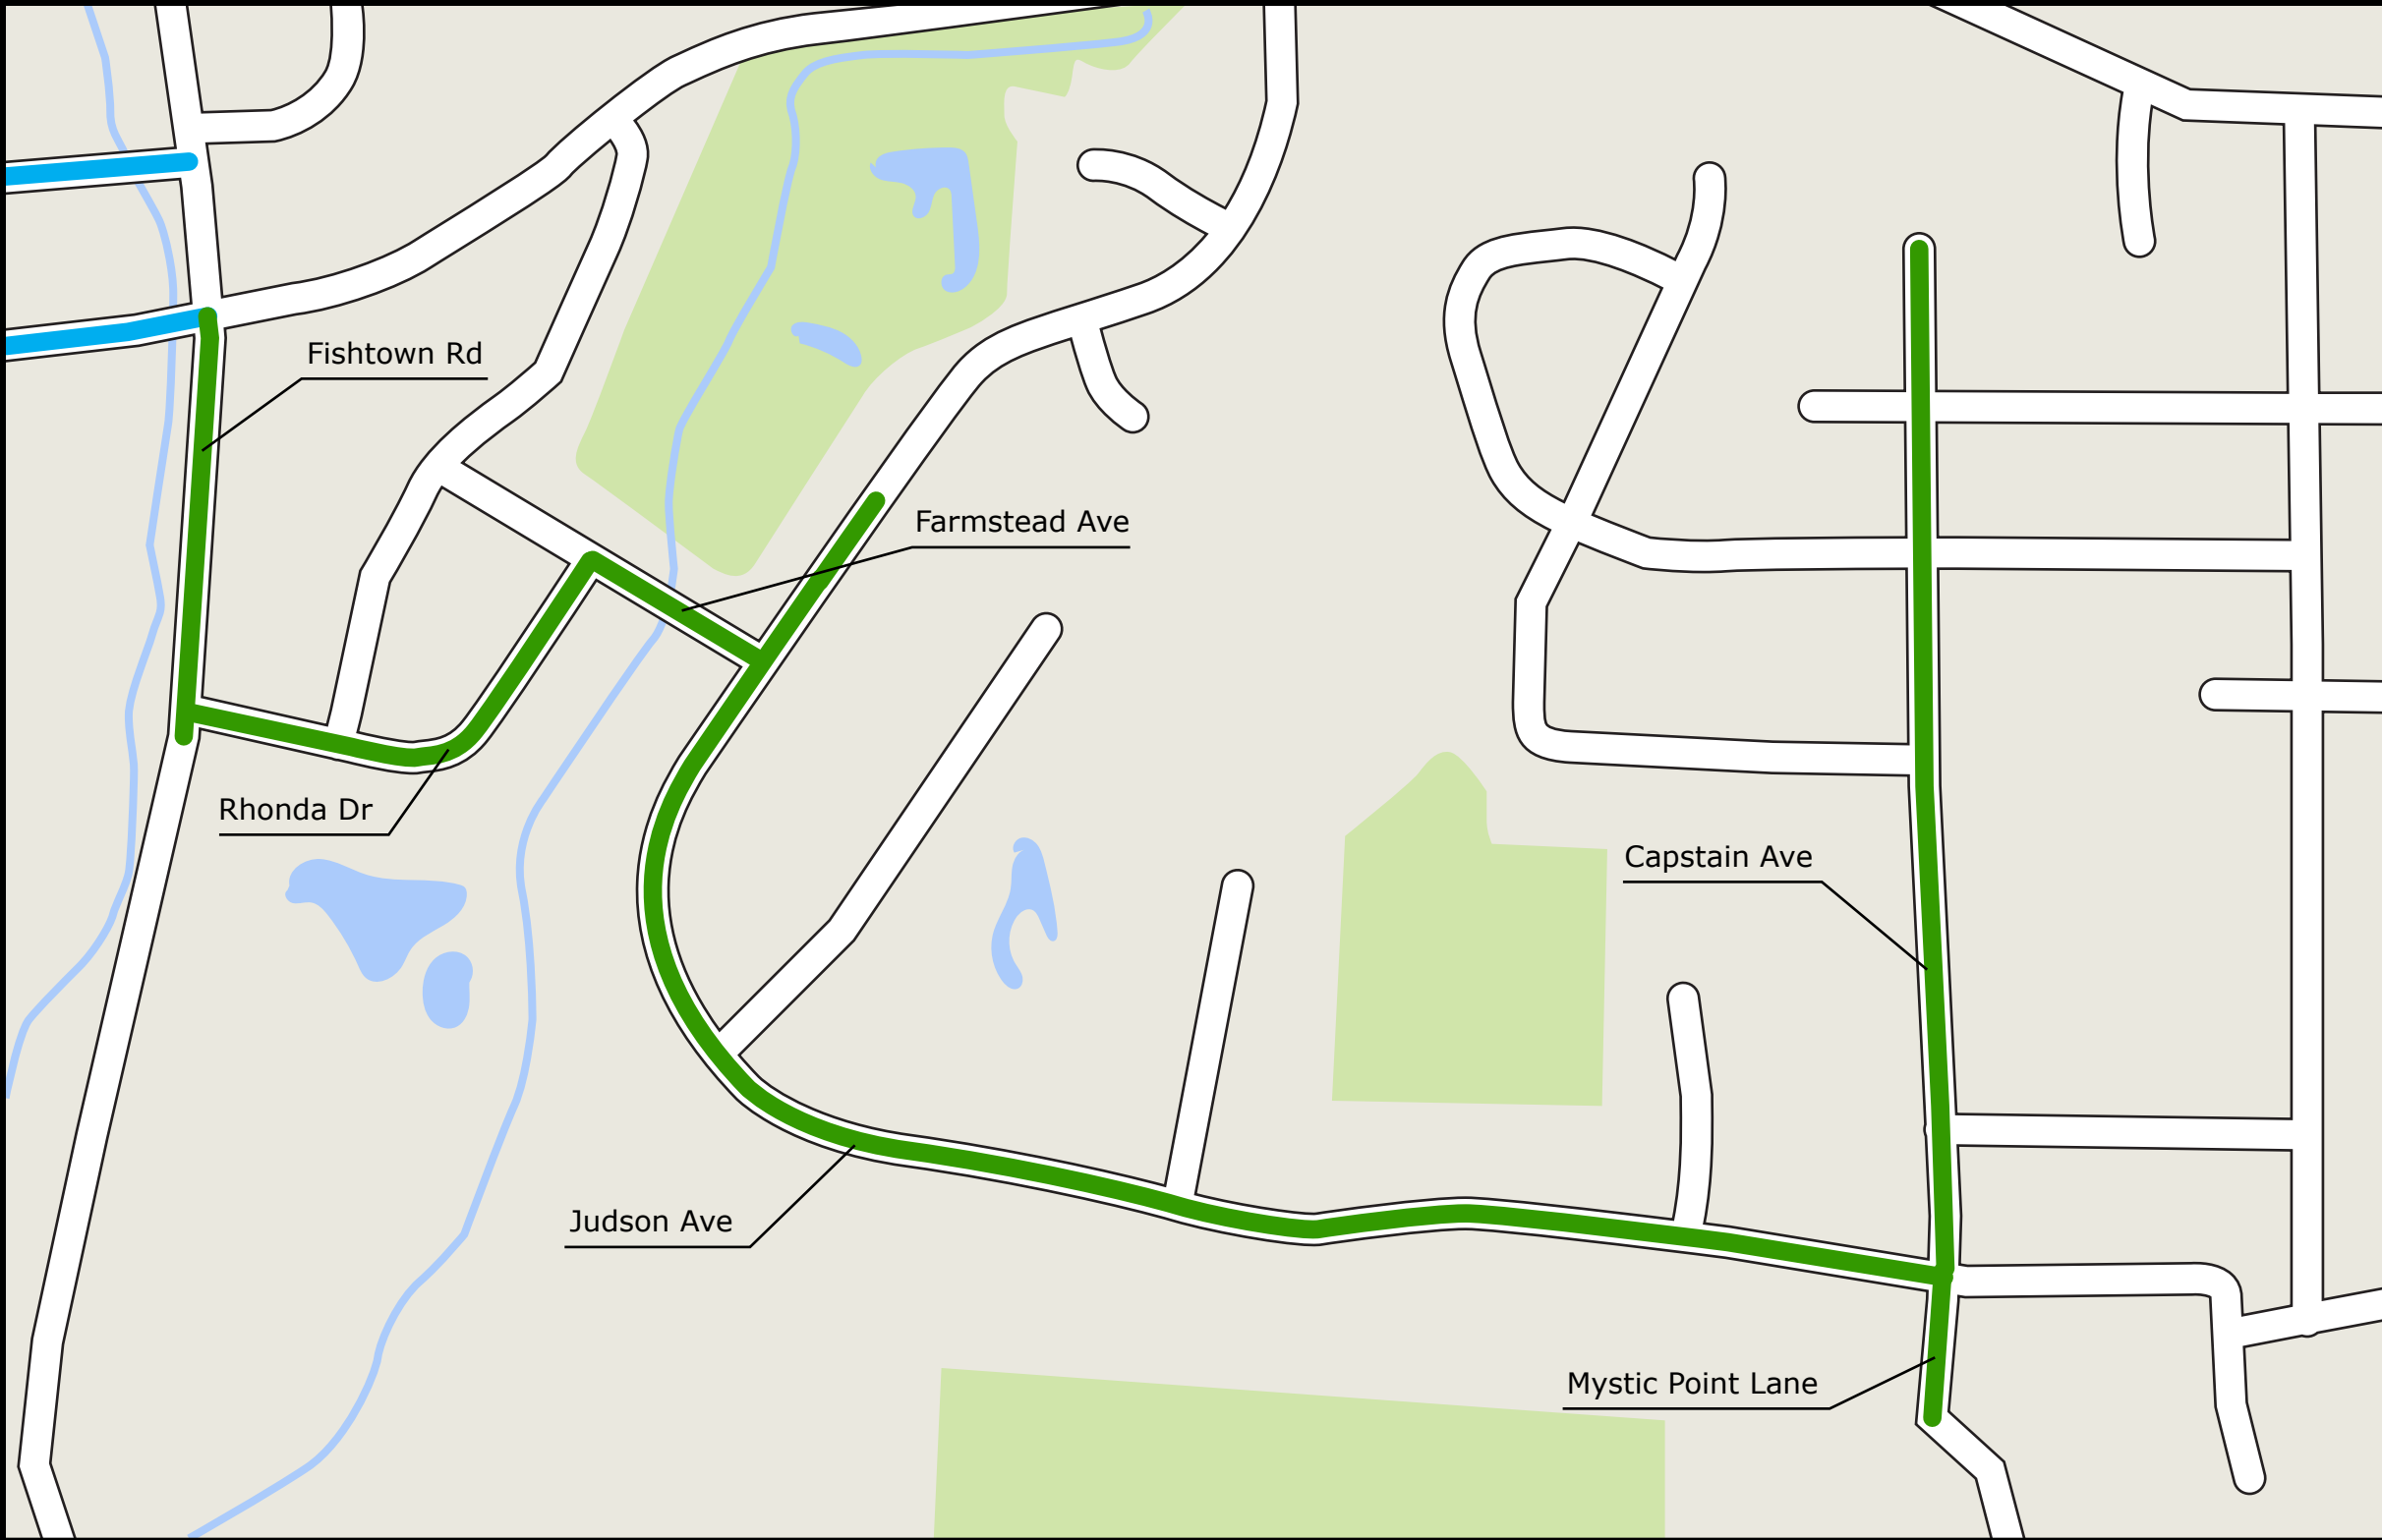 Fishtown Rd
Farmstead Ave
Rhonda Dr
Capstain Ave
Judson Ave
Mystic Point Lane